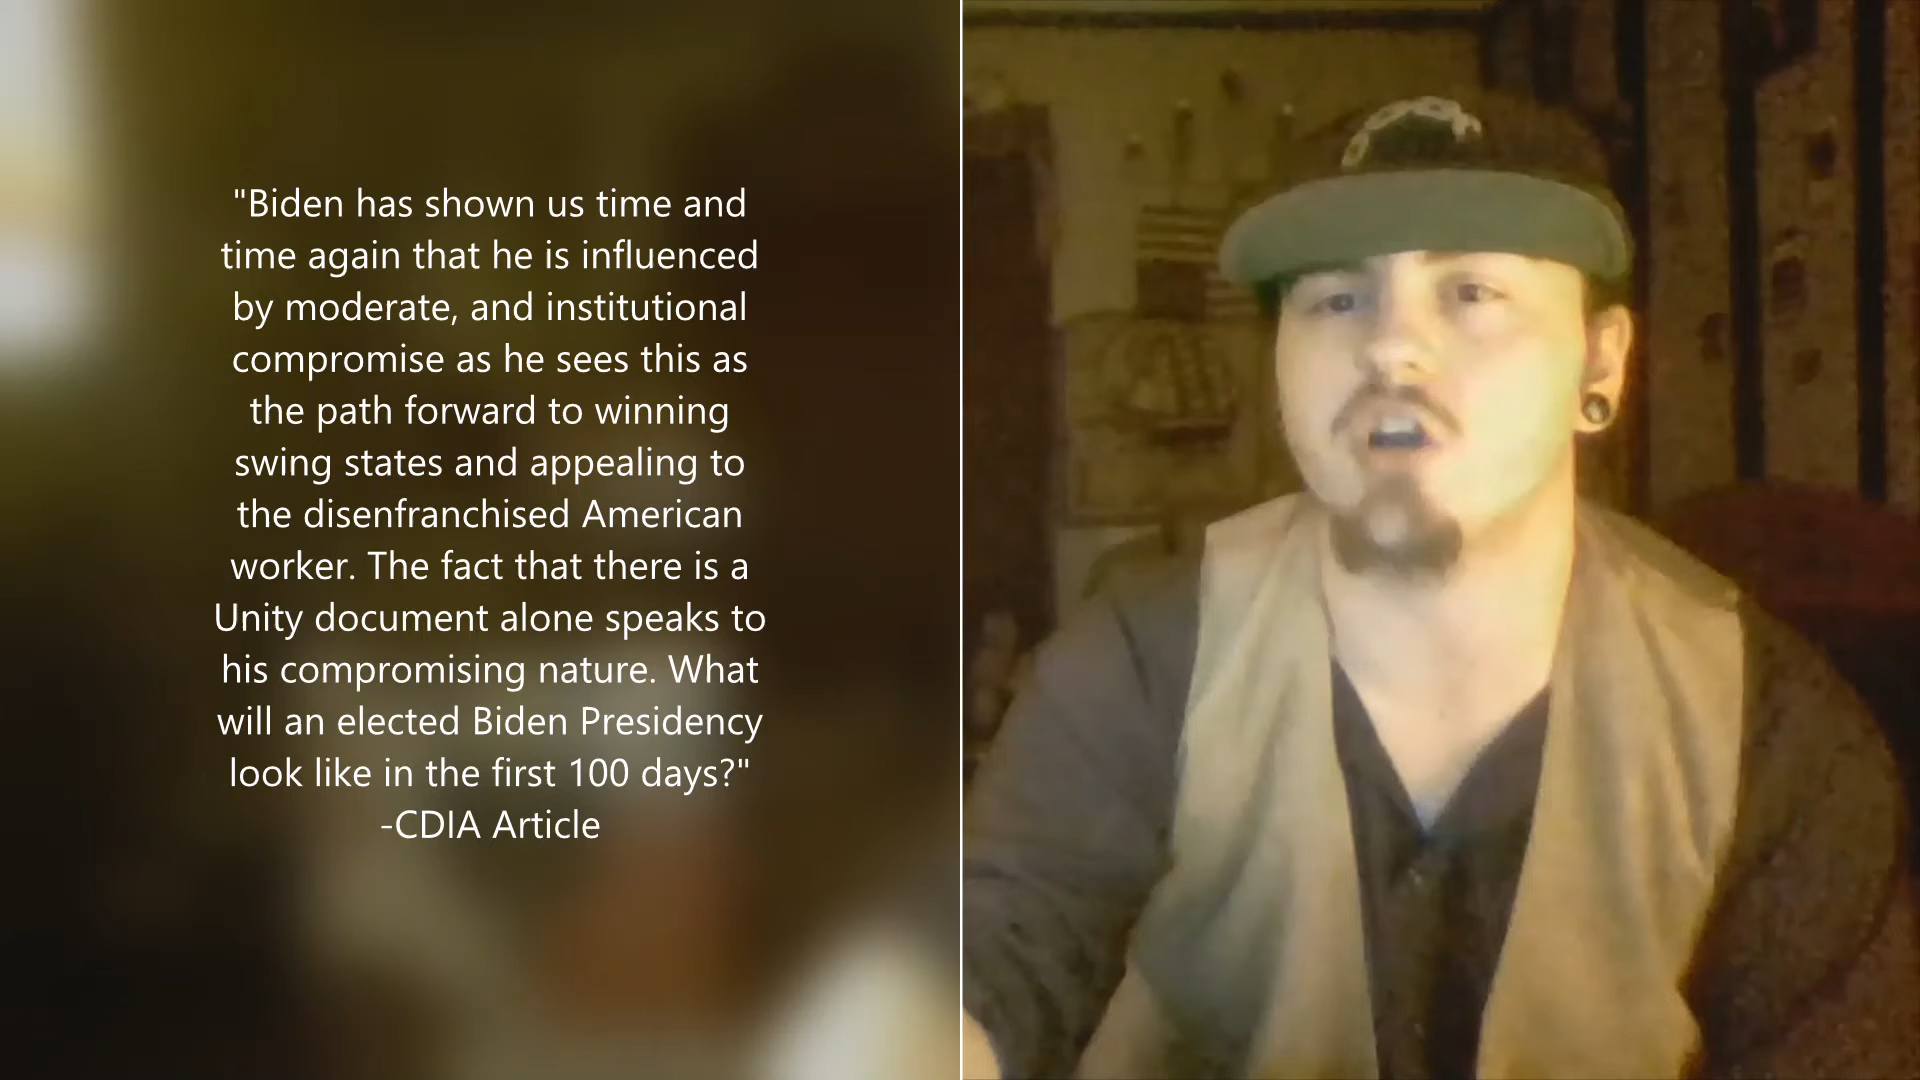 "Biden has shown us time and
time again that he is influenced
by moderate, and institutional
compromise as he sees this as
the path forward to winning
swing states and appealing to
the disenfranchised American
worker. The fact that there is a
Unity document alone speaks to
his compromising nature. What
will an elected Biden Presidency
look like in the first 100 days?"
-CDIA Article